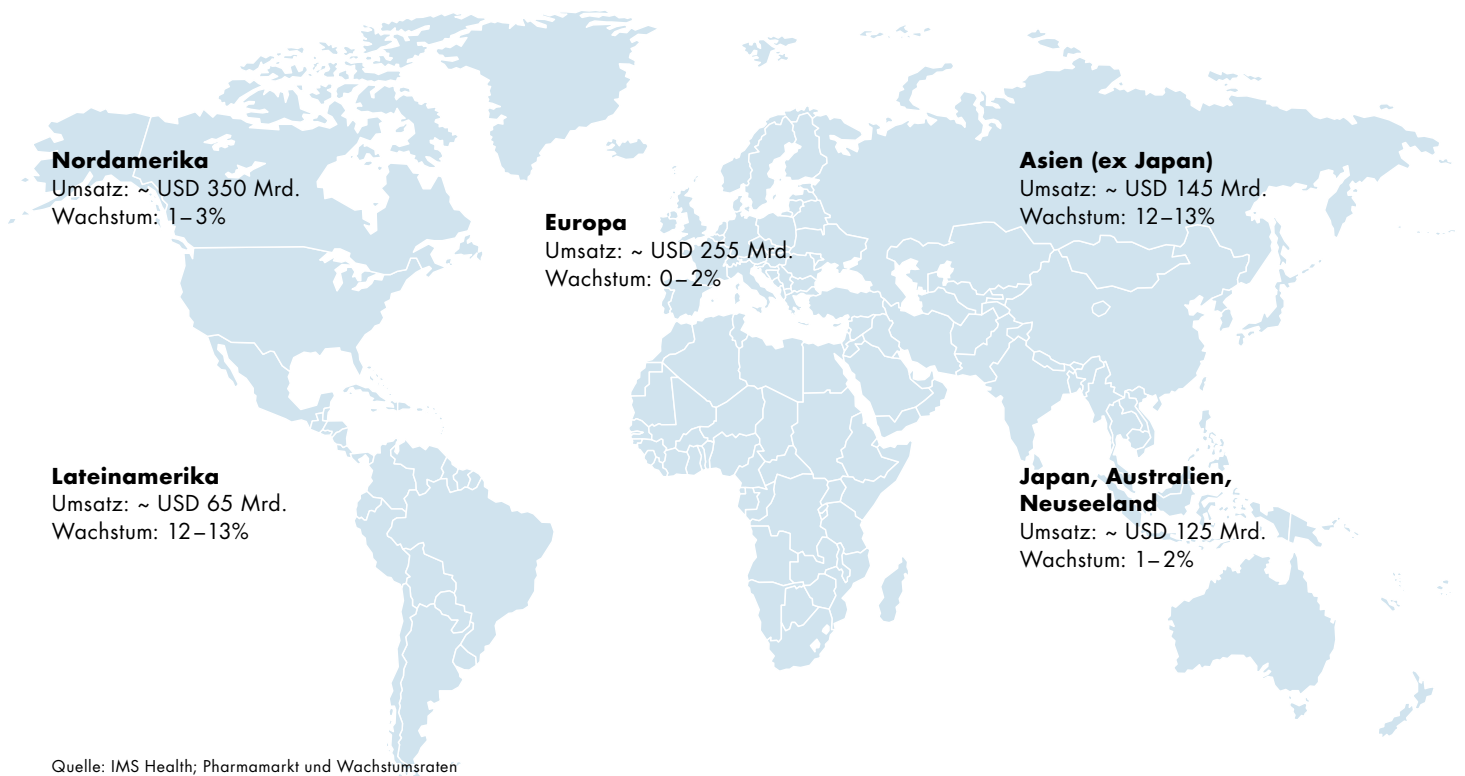 Nordamerika
Umsatz: ~ USD 350 Mrd.
Wachstum: 1–3%
Europa
Umsatz: ~ USD 255 Mrd.
Wachstum: 0–2%
Asien (ex Japan)
Umsatz: ~ USD 145 Mrd.
Wachstum: 12–13%
Lateinamerika
Umsatz: ~ USD 65 Mrd.
Wachstum: 12–13%
Japan, Australien,
Neuseeland
Umsatz: ~ USD 125 Mrd.
Wachstum: 1–2%
Quelle: IMS Health; Pharmamarkt und Wachstumsraten